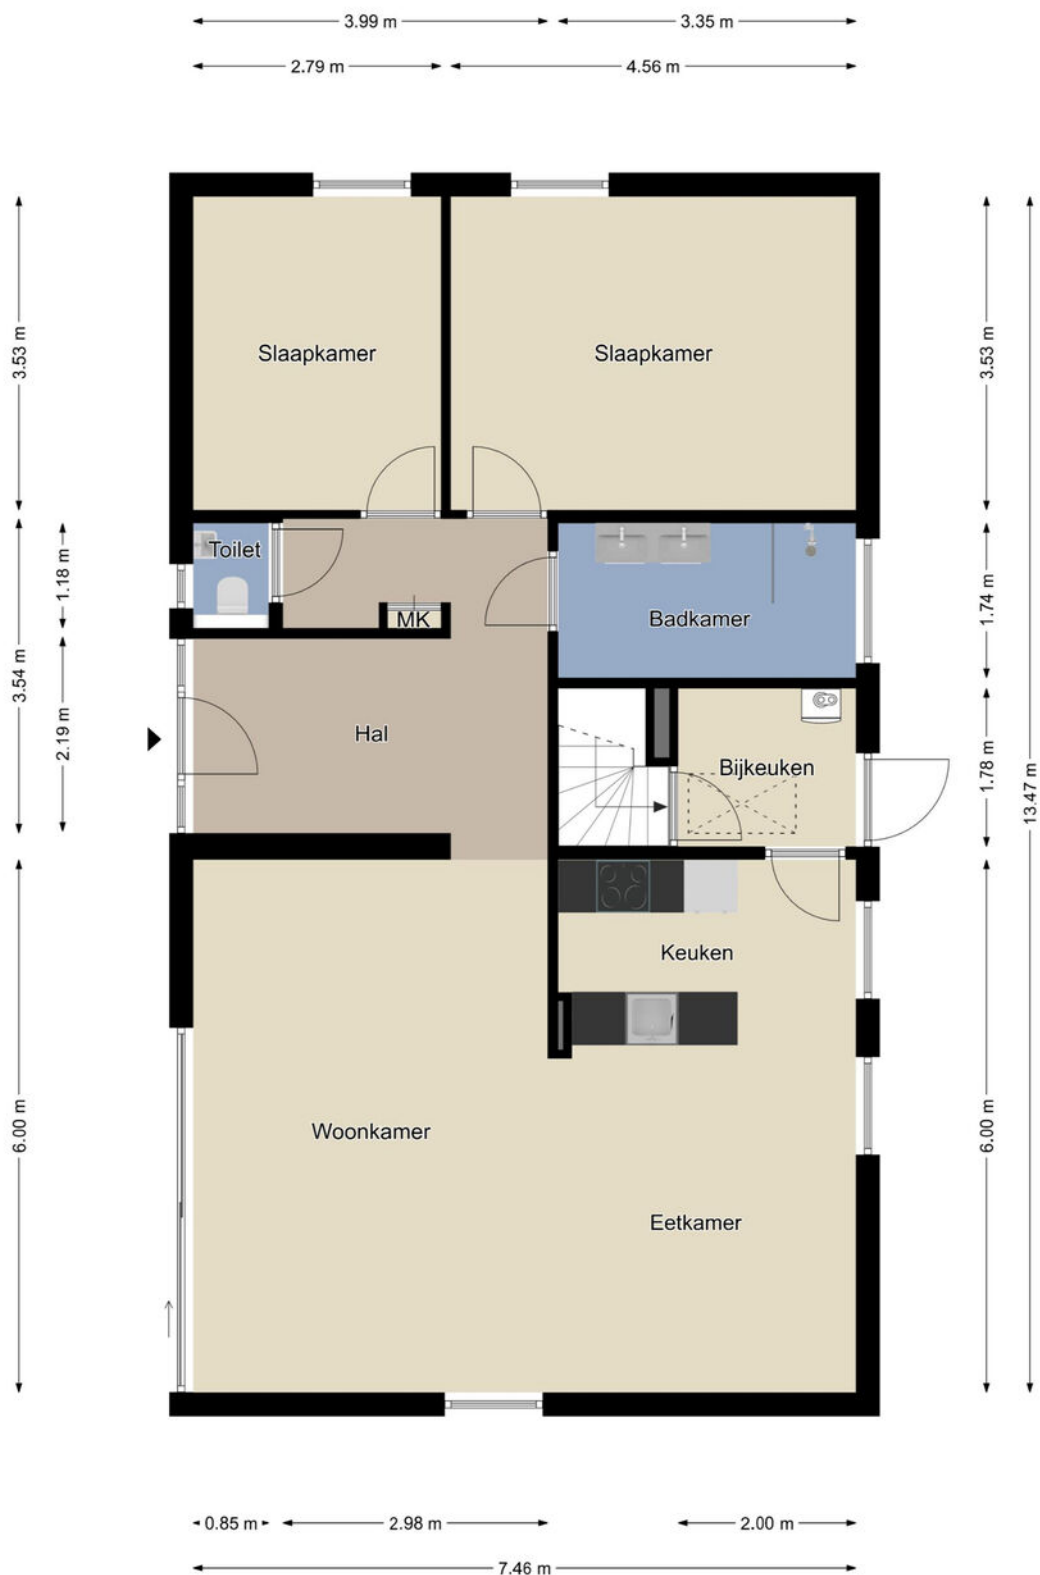 3.99 m
3.35 m
2.79 m
4.56 m
3.53 m
3.53 m
Slaapkamer
Slaapkamer
Toilet
1.18 m
MK
Badkamer
1.74 m
3.54 m
2.19 m
Hal
Bijkeuken
1.78 m
13.47 m
Keuken
6.00 m
6.00 m
Woonkamer
Eetkamer
0.85 m
2.98 m
2.00 m
7.46 m